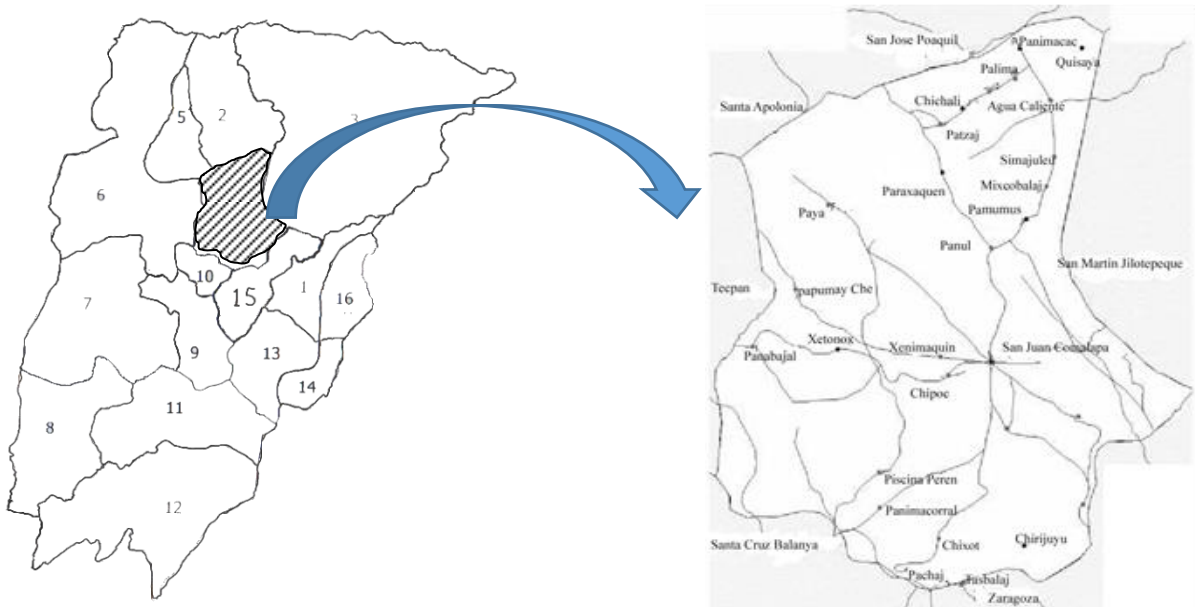 5
2
3
6
10
15
1
16
7
9
13
14
8
11
12
San Jose Poaquil
Panimacac
Quisaya
Palima
Santa Apolonia
Chichali
Agua Caliente
Patzaj
Simajuleu
Paraxaquen
Mixcobalaj
Paya
Pamumus
Panul
San Martin Jilotepeque
Tecpan
papumay Che
Xetonox
Panabajal
Xenimaquin
San Juan Comalapa
Chipoc
Piscina Peren
Panimacorral
Santa Cruz Balanya
Chixot
Chirijuyu
Pachaj
Tasbalaj
Zaragoza